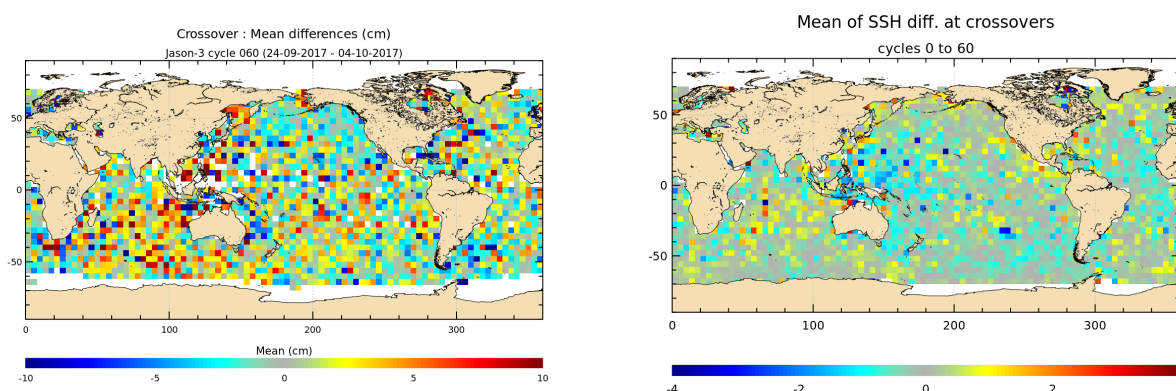 Crossover : Mean differences (cm)
Jason-3 cycle 060 (24-09-2017 - 04-10-2017)
50
0
-50
0 100 200 300
Mean (cm)
-10 -5 0 5 10
Mean of SSH diff. at crossovers
cycles 0 to 60
50
0
-50
0 100 200 300
-4 -2 0 2